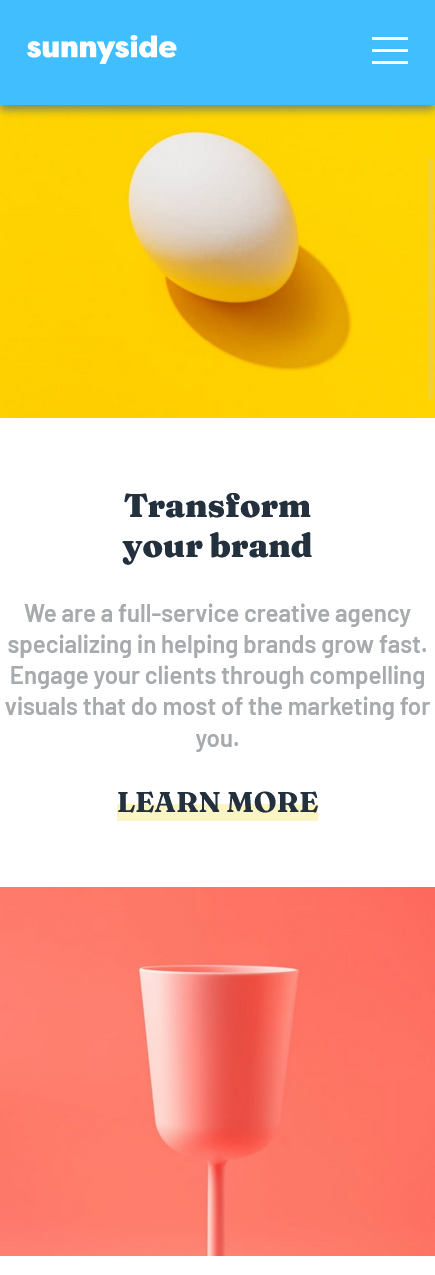 sunnyside
Transform
your brand
We are a full-service creative agency
specializing in helping brands grow fast.
Engage your clients through compelling
visuals that do most of the marketing for
you.
LEARN MORE